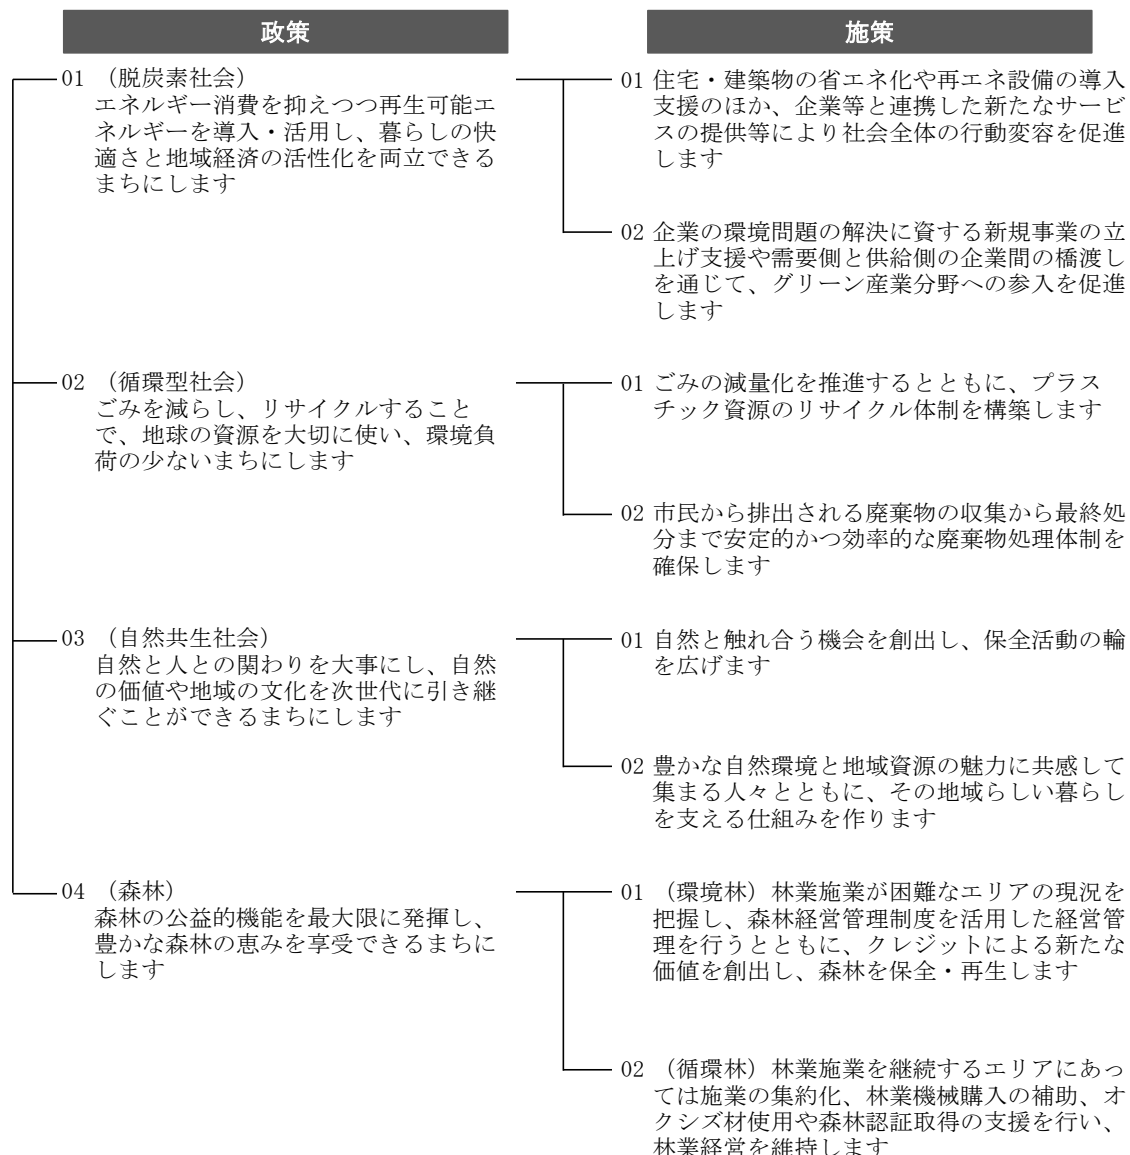 政策
施策
01 （脱炭素社会）
エネルギー消費を抑えつつ再生可能エ
ネルギーを導入・活用し、暮らしの快
適さと地域経済の活性化を両立できる
まちにします
01 住宅・建築物の省エネ化や再エネ設備の導入
支援のほか、企業等と連携した新たなサービ
スの提供等により社会全体の行動変容を促進
します
02 企業の環境問題の解決に資する新規事業の立
上げ支援や需要側と供給側の企業間の橋渡し
を通じて、グリーン産業分野への参入を促進
します
02 （循環型社会）
ごみを減らし、リサイクルすること
で、地球の資源を大切に使い、環境負
荷の少ないまちにします
01 ごみの減量化を推進するとともに、プラス
チック資源のリサイクル体制を構築します
02 市民から排出される廃棄物の収集から最終処
分まで安定的かつ効率的な廃棄物処理体制を
確保します
03 （自然共生社会）
自然と人との関わりを大事にし、自然
の価値や地域の文化を次世代に引き継
ぐことができるまちにします
01 自然と触れ合う機会を創出し、保全活動の輪
を広げます
02 豊かな自然環境と地域資源の魅力に共感して
集まる人々とともに、その地域らしい暮らし
を支える仕組みを作ります
04 （森林）
森林の公益的機能を最大限に発揮し、
豊かな森林の恵みを享受できるまちに
します
01 （環境林）林業施業が困難なエリアの現況を
把握し、森林経営管理制度を活用した経営管
理を行うとともに、クレジットによる新たな
価値を創出し、森林を保全・再生します
02 （循環林）林業施業を継続するエリアにあっ
ては施業の集約化、林業機械購入の補助、オ
クシズ材使用や森林認証取得の支援を行い、
林業経営を維持します